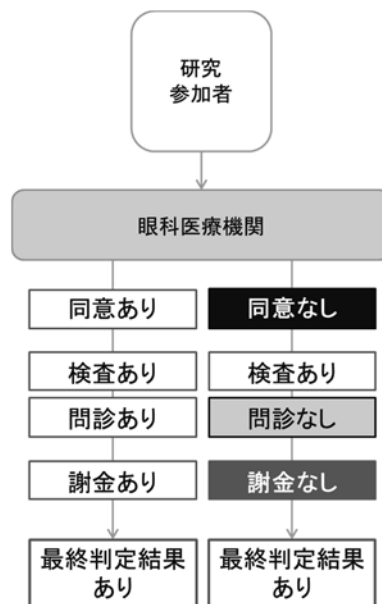 研究
参加者
眼科医療機関
同意あり
同意なし
検査あり
検査あり
問診あり
問診なし
謝金あり
謝金なし
最終判定結果
あり
最終判定結果
あり